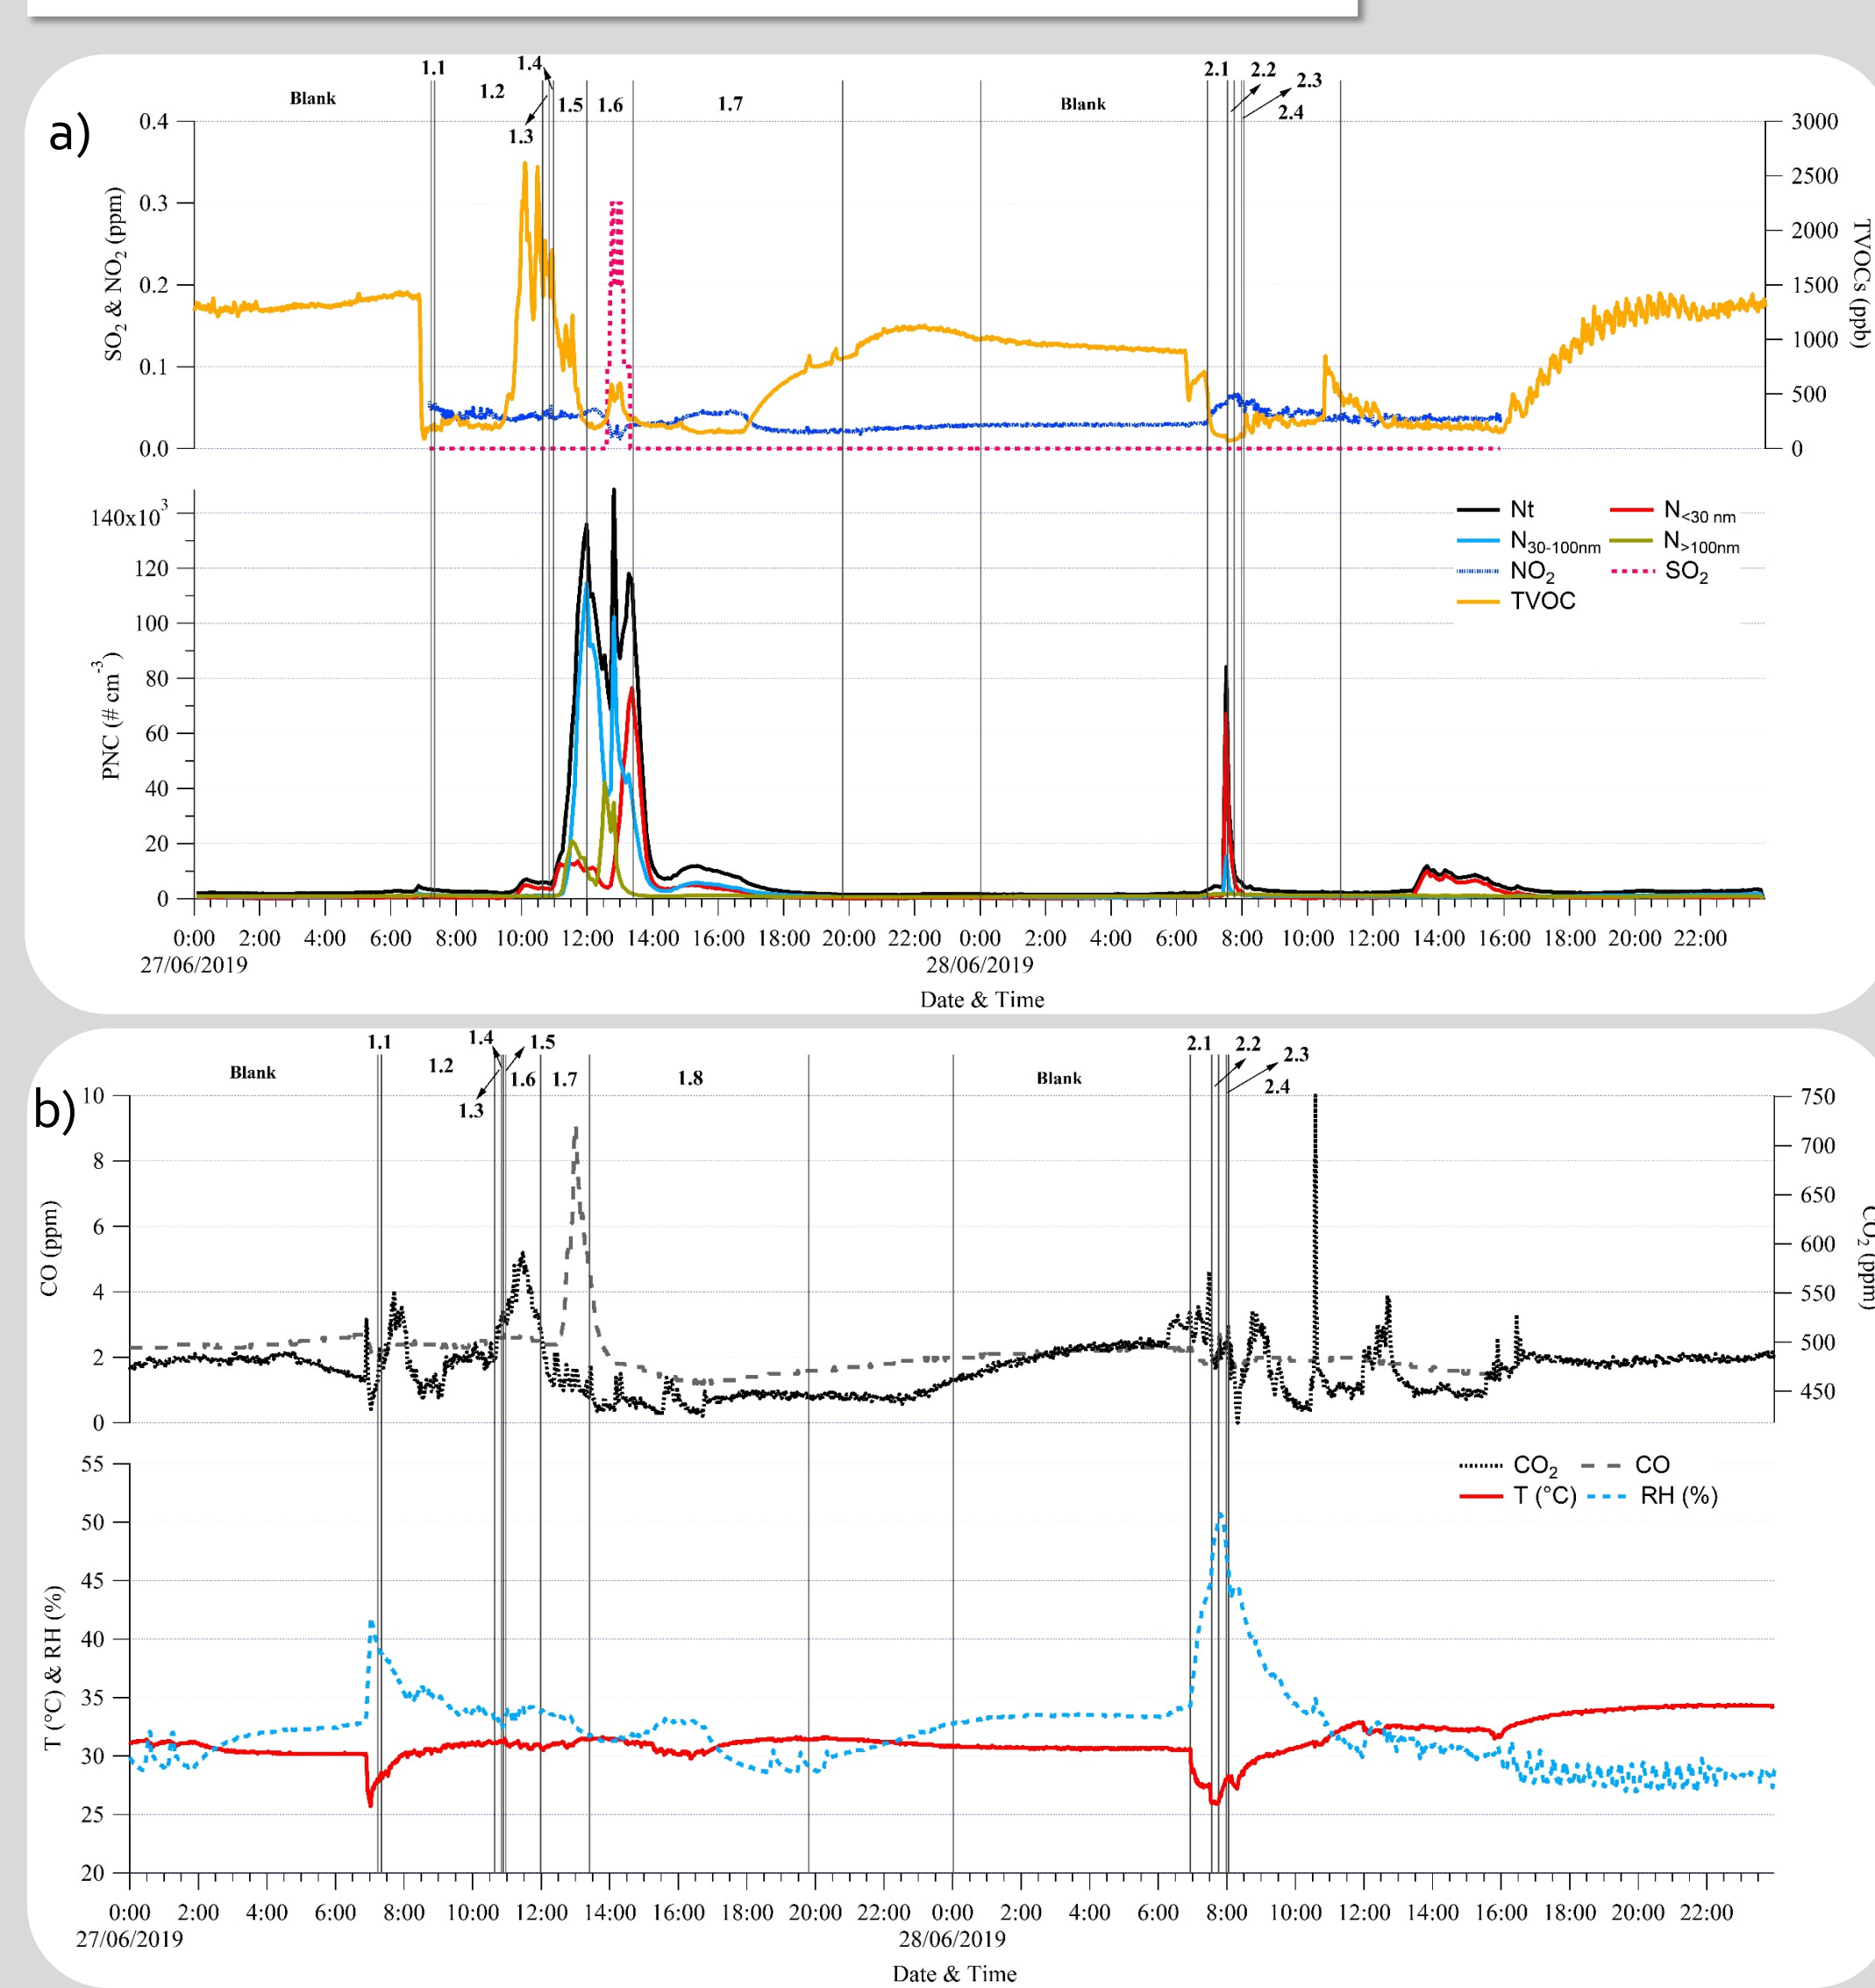 a)
1.1
1.4
2.1
2.2
2.3
Blank
1.2
1.5
1.6
1.7
Blank
2.4
1.3
0.4
0.3
0.2
0.1
0.0
SO₂ & NO₂ (ppm)
3000
2500
2000
1500
1000
500
0
TVOCs (ppb)
140x10³
120
100
80
60
40
20
0
PNC (# cm⁻³)
Nt
N<30 nm
N30-100nm
N>100nm
NO₂
SO₂
TVOC
0:00 2:00 4:00 6:00 8:00 10:00 12:00 14:00 16:00 18:00 20:00 22:00 0:00 2:00 4:00 6:00 8:00 10:00 12:00 14:00 16:00 18:00 20:00 22:00
27/06/2019 28/06/2019
Date & Time
b)
1.1
1.4
1.5
2.1
2.2
2.3
Blank
1.2
1.6
1.7
1.8
Blank
2.4
1.3
10
8
6
4
2
0
CO (ppm)
750
700
650
600
550
500
450
CO₂ (ppm)
55
50
45
40
35
30
25
20
T (°C) & RH (%)
CO₂
CO
T (°C)
RH (%)
0:00 2:00 4:00 6:00 8:00 10:00 12:00 14:00 16:00 18:00 20:00 22:00 0:00 2:00 4:00 6:00 8:00 10:00 12:00 14:00 16:00 18:00 20:00 22:00
27/06/2019 28/06/2019
Date & Time